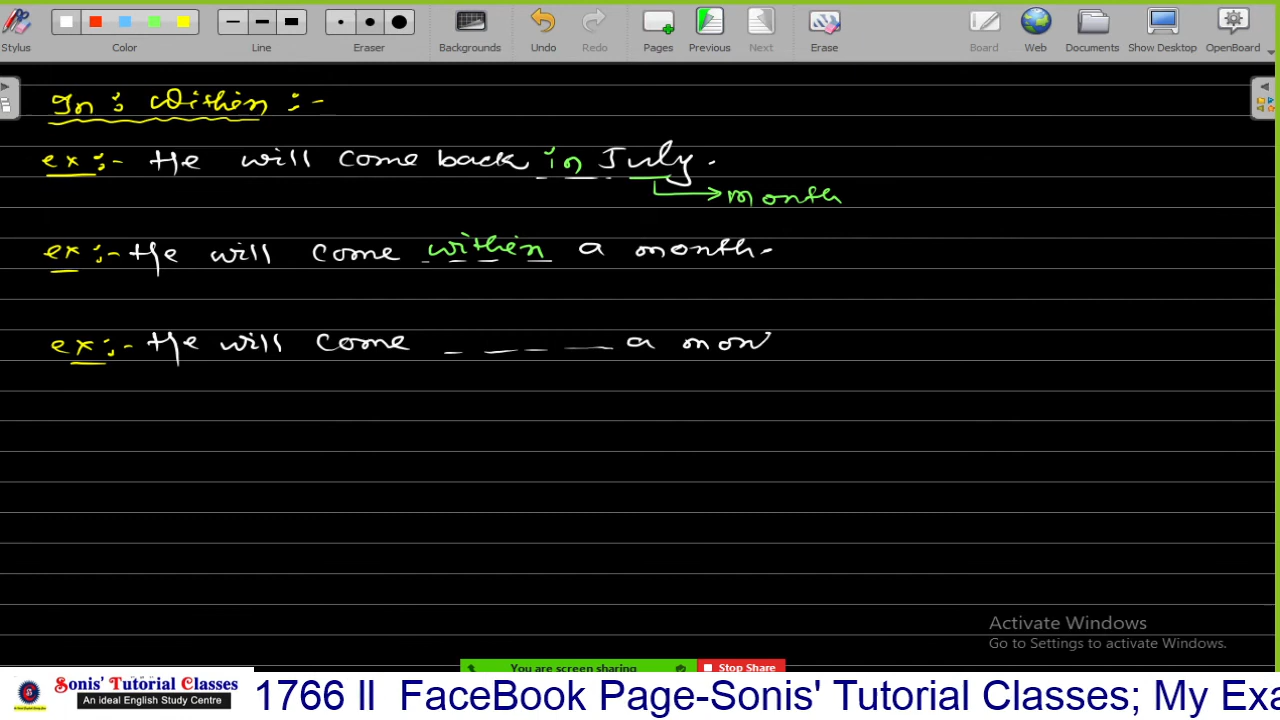 Stylus Color Line Eraser Backgrounds Undo Redo Pages Previous Next Erase Board Web Documents Show Desktop OpenBoard
In : Within :-
ex :- He will come back in July.
month
ex :- He will come within a month.
ex :- He will come _ _ _ _ a mon
Activate Windows
Go to Settings to activate Windows.
You are screen sharing Stop Share
Sonis' Tutorial Classes
An ideal English Study Centre
1766 ll FaceBook Page-Sonis' Tutorial Classes; My Exa